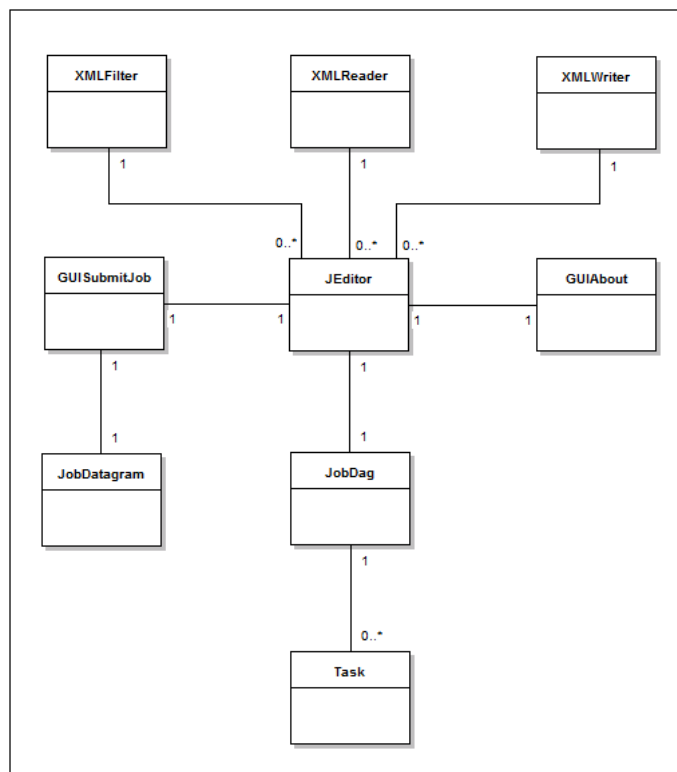 XMLFilter
XMLReader
XMLWriter
1
1
1
0..*
0..*
0..*
GUISubmitJob
JEditor
GUIAbout
1
1
1
1
1
1
1
1
JobDatagram
JobDag
1
0..*
Task